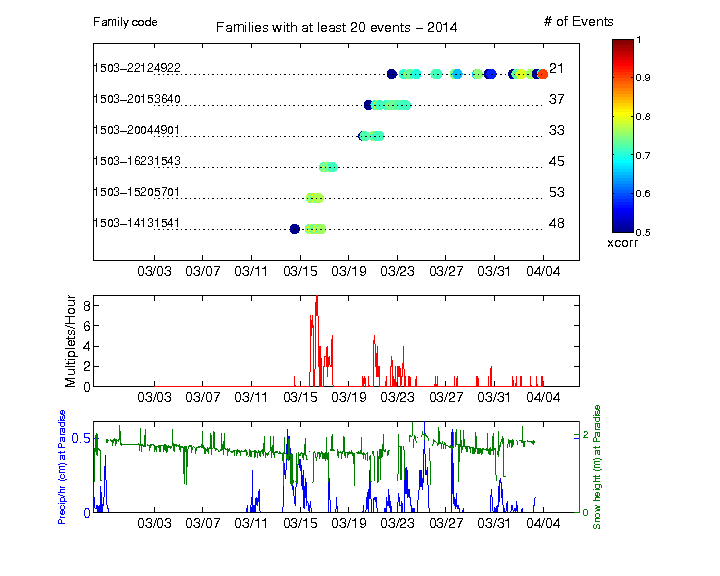 Family code
Families with at least 20 events – 2014
# of Events
1503–22124922 21
1503–20153640 37
1503–20044901 33
1503–16231543 45
1503–15205701 53
1503–14131541 48
1
0.9
0.8
0.7
0.6
0.5
xcorr
03/03 03/07 03/11 03/15 03/19 03/23 03/27 03/31 04/04
Multiplets/Hour
8
6
4
2
0
03/03 03/07 03/11 03/15 03/19 03/23 03/27 03/31 04/04
Precip/hr (cm) at Paradise
0.5
0
2
0
Snow height (m) at Paradise
03/03 03/07 03/11 03/15 03/19 03/23 03/27 03/31 04/04